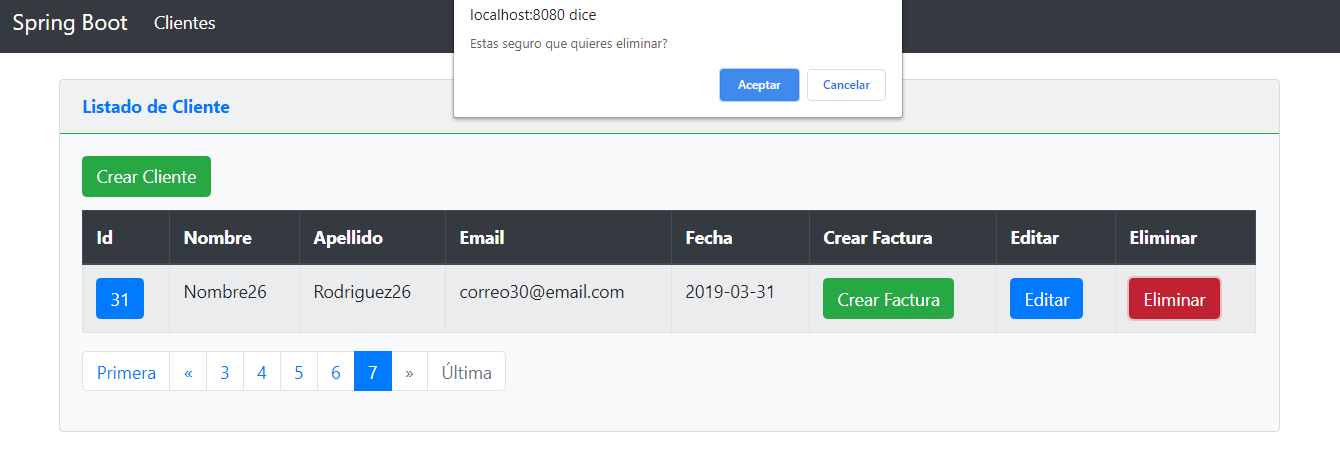 Spring Boot Clientes
localhost:8080 dice
Estas seguro que quieres eliminar?
Aceptar Cancelar
Listado de Cliente
Crear Cliente
Id Nombre Apellido Email Fecha Crear Factura Editar Eliminar
31 Nombre26 Rodriguez26 correo30@email.com 2019-03-31 Crear Factura Editar Eliminar
Primera « 3 4 5 6 7 » Última